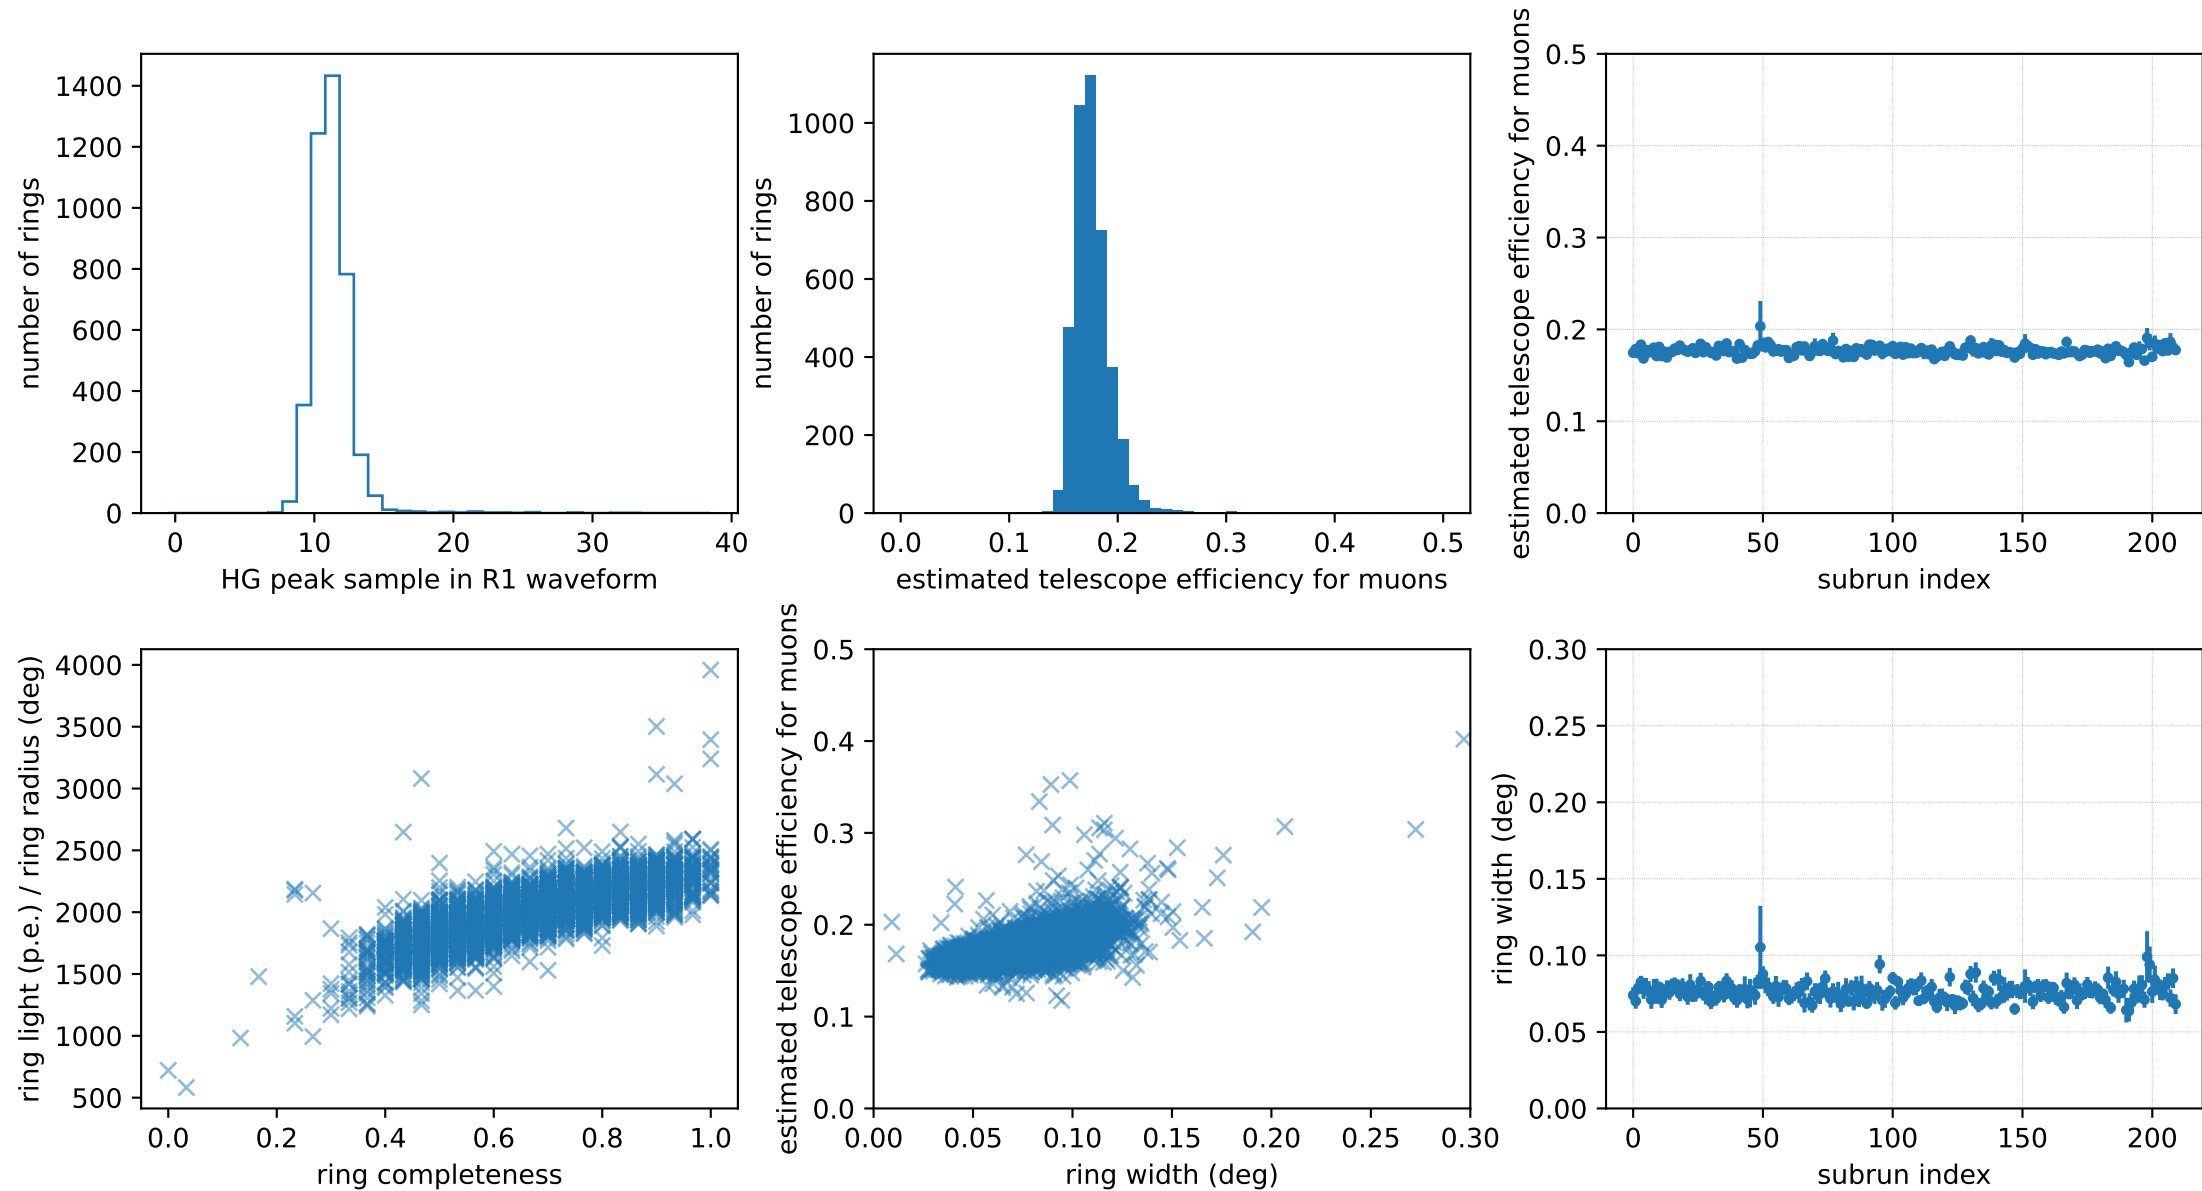 number of rings
1400
1200
1000
800
600
400
200
0
0 10 20 30 40
HG peak sample in R1 waveform
number of rings
1000
800
600
400
200
0
0.0 0.1 0.2 0.3 0.4 0.5
estimated telescope efficiency for muons
estimated telescope efficiency for muons
0.5
0.4
0.3
0.2
0.1
0.0
0 50 100 150 200
subrun index
ring light (p.e.) / ring radius (deg)
4000
3500
3000
2500
2000
1500
1000
500
0.0 0.2 0.4 0.6 0.8 1.0
ring completeness
estimated telescope efficiency for muons
0.5
0.4
0.3
0.2
0.1
0.0
0.00 0.05 0.10 0.15 0.20 0.25 0.30
ring width (deg)
ring width (deg)
0.30
0.25
0.20
0.15
0.10
0.05
0.00
0 50 100 150 200
subrun index